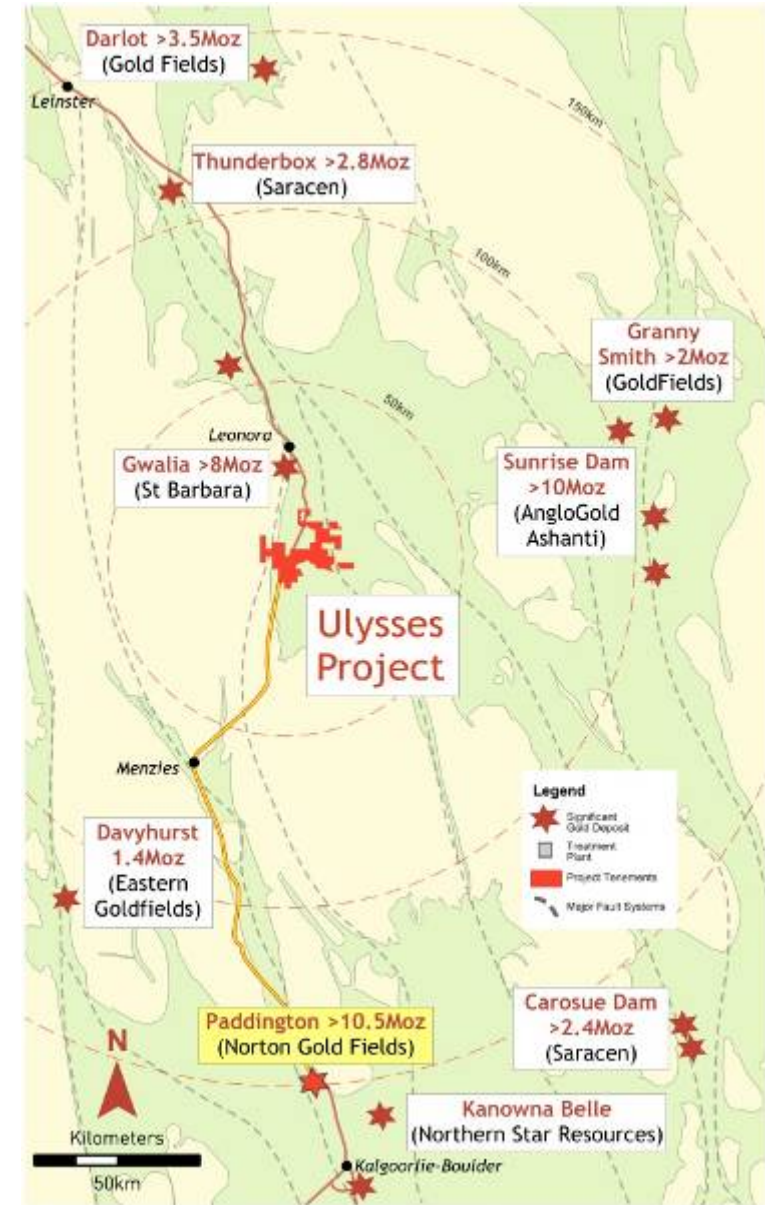 Darlot >3.5Moz
(Gold Fields)
Leinster
150km
Thunderbox >2.8Moz
(Saracen)
100km
Granny
Smith >2Moz
(GoldFields)
50km
Leonora
Gwalia >8Moz
(St Barbara)
Sunrise Dam
>10Moz
(AngloGold
Ashanti)
Ulysses
Project
Menzies
Legend
Significant
Gold Deposit
Treatment
Plant
Project Tenements
Major Fault Systems
Davyhurst
1.4Moz
(Eastern
Goldfields)
Paddington >10.5Moz
(Norton Gold Fields)
Carosue Dam
>2.4Moz
(Saracen)
N
Kanowna Belle
(Northern Star Resources)
Kilometers
50km
Kalgoorlie-Boulder